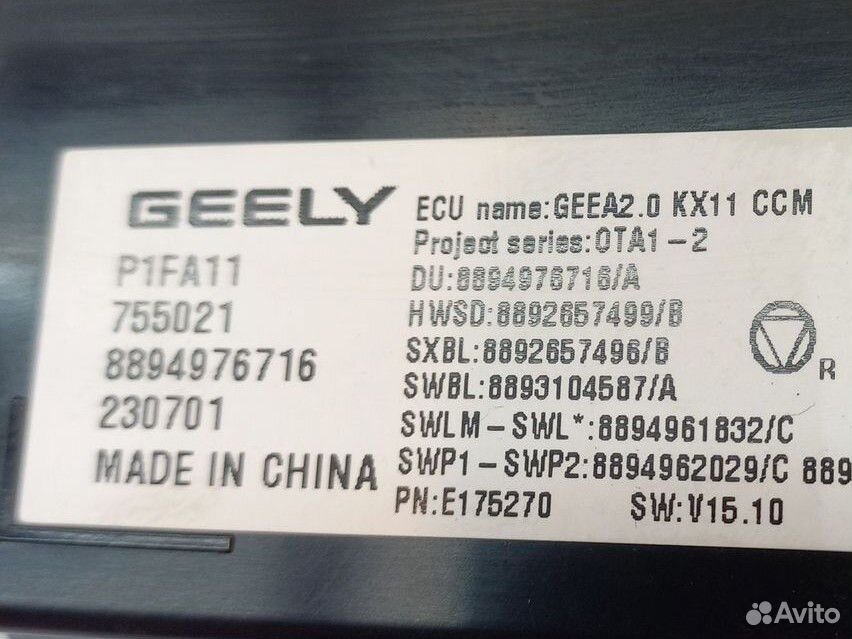 GEELY
P1FA11
755021
8894976716
230701
MADE IN CHINA
ECU name:GEEA2.0 KX11 CCM
Project series:OTA1-2
DU:8894976716/A
HWSD:8892657499/B
SXBL:8892657496/B
SWBL:8893104587/A
SWLM-SWL*:8894961832/C
SWP1-SWP2:8894962029/C 889
PN:E175270 SW:V15.10
R
Avito